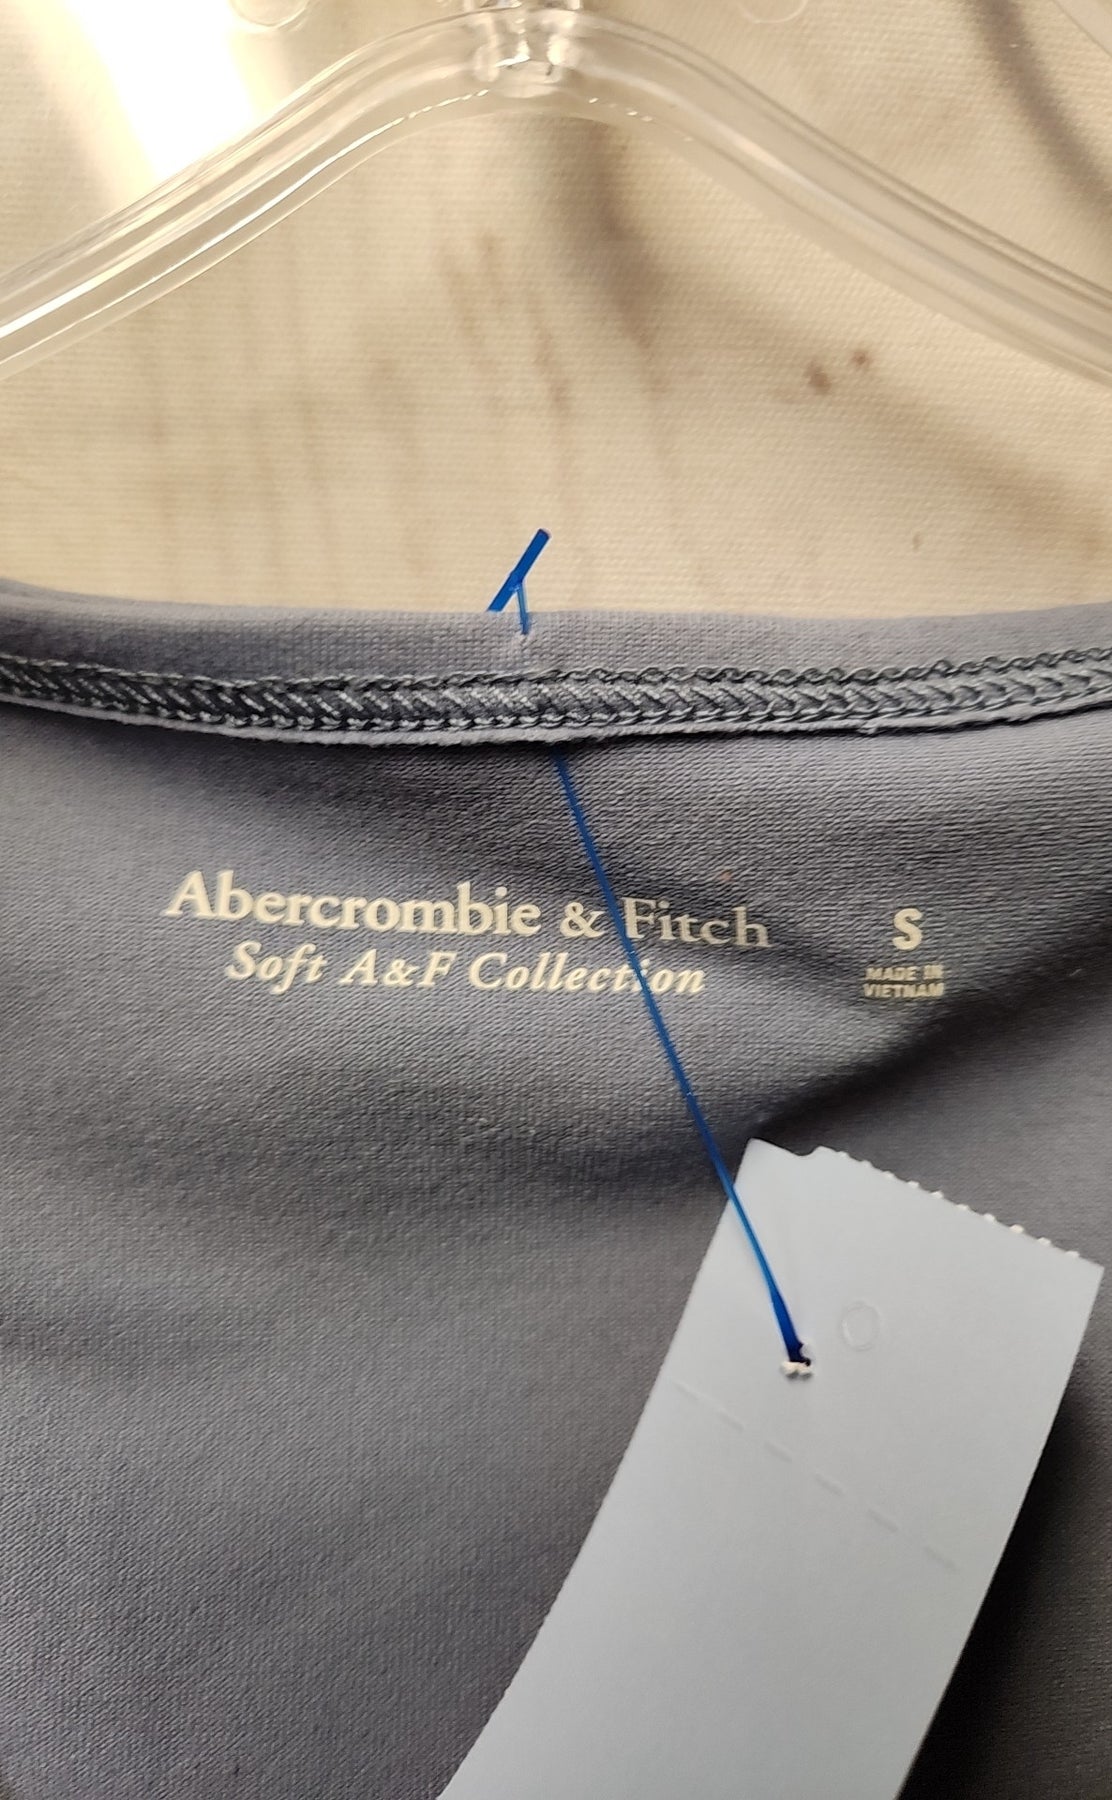 Abercrombie & Fitch
Soft A&F Collection
S
MADE IN
VIETNAM